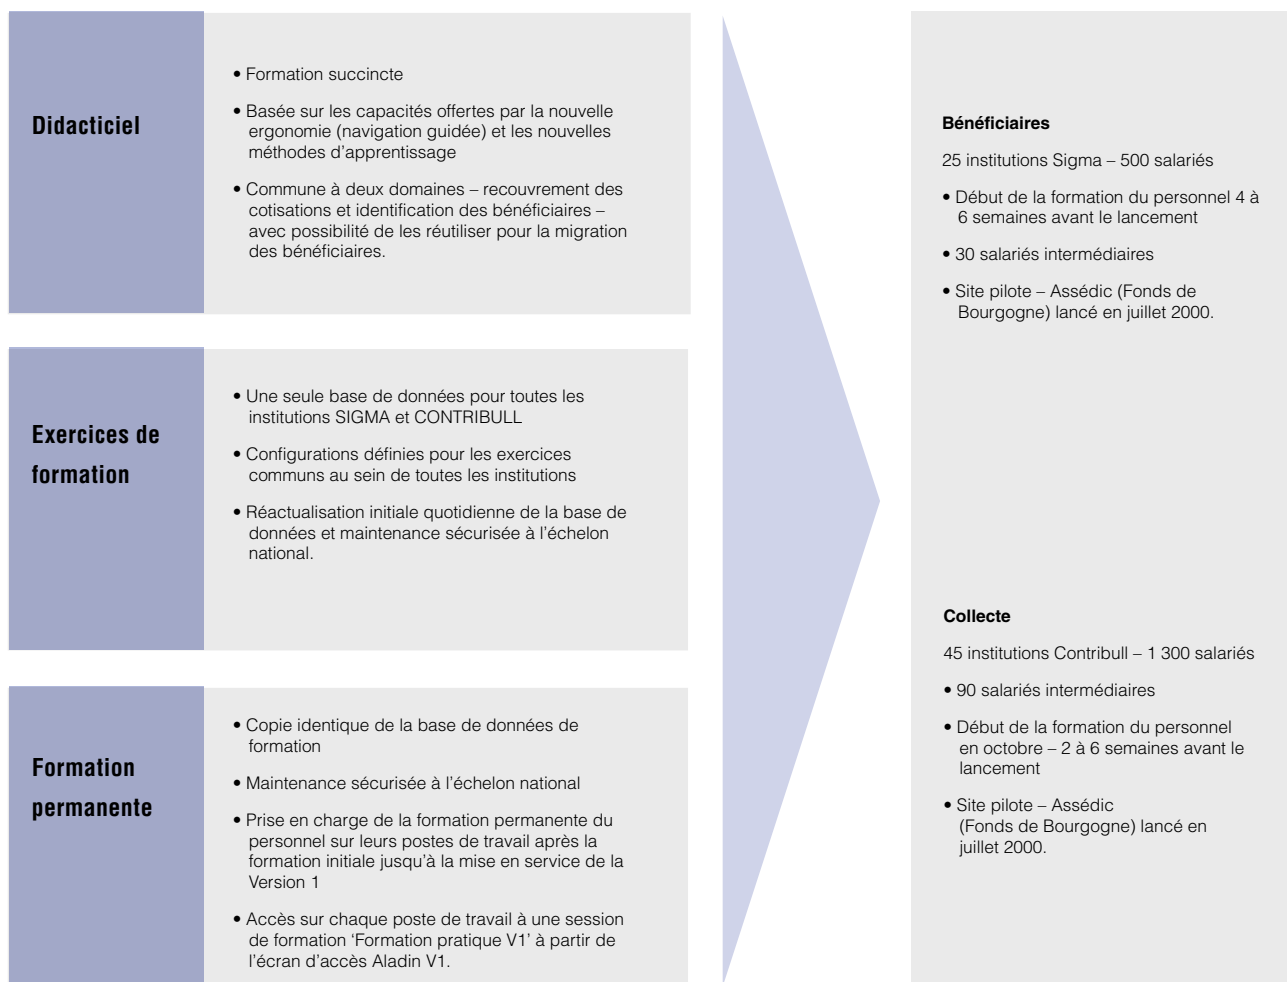 Didacticiel
• Formation succincte
• Basée sur les capacités offertes par la nouvelle
ergonomie (navigation guidée) et les nouvelles
méthodes d'apprentissage
• Commune à deux domaines – recouvrement des
cotisations et identification des bénéficiaires –
avec possibilité de les réutiliser pour la migration
des bénéficiaires.
Exercices de
formation
• Une seule base de données pour toutes les
institutions SIGMA et CONTRIBULL
• Configurations définies pour les exercices
communs au sein de toutes les institutions
• Réactualisation initiale quotidienne de la base de
données et maintenance sécurisée à l'échelon
national.
Formation
permanente
• Copie identique de la base de données de
formation
• Maintenance sécurisée à l'échelon national
• Prise en charge de la formation permanente du
personnel sur leurs postes de travail après la
formation initiale jusqu'à la mise en service de la
Version 1
• Accès sur chaque poste de travail à une session
de formation ‘Formation pratique V1’ à partir de
l'écran d'accès Aladin V1.
Bénéficiaires
25 institutions Sigma – 500 salariés
• Début de la formation du personnel 4 à
6 semaines avant le lancement
• 30 salariés intermédiaires
• Site pilote – Assédic (Fonds de
Bourgogne) lancé en juillet 2000.
Collecte
45 institutions Contribull – 1 300 salariés
• 90 salariés intermédiaires
• Début de la formation du personnel
en octobre – 2 à 6 semaines avant le
lancement
• Site pilote – Assédic
(Fonds de Bourgogne) lancé en
juillet 2000.